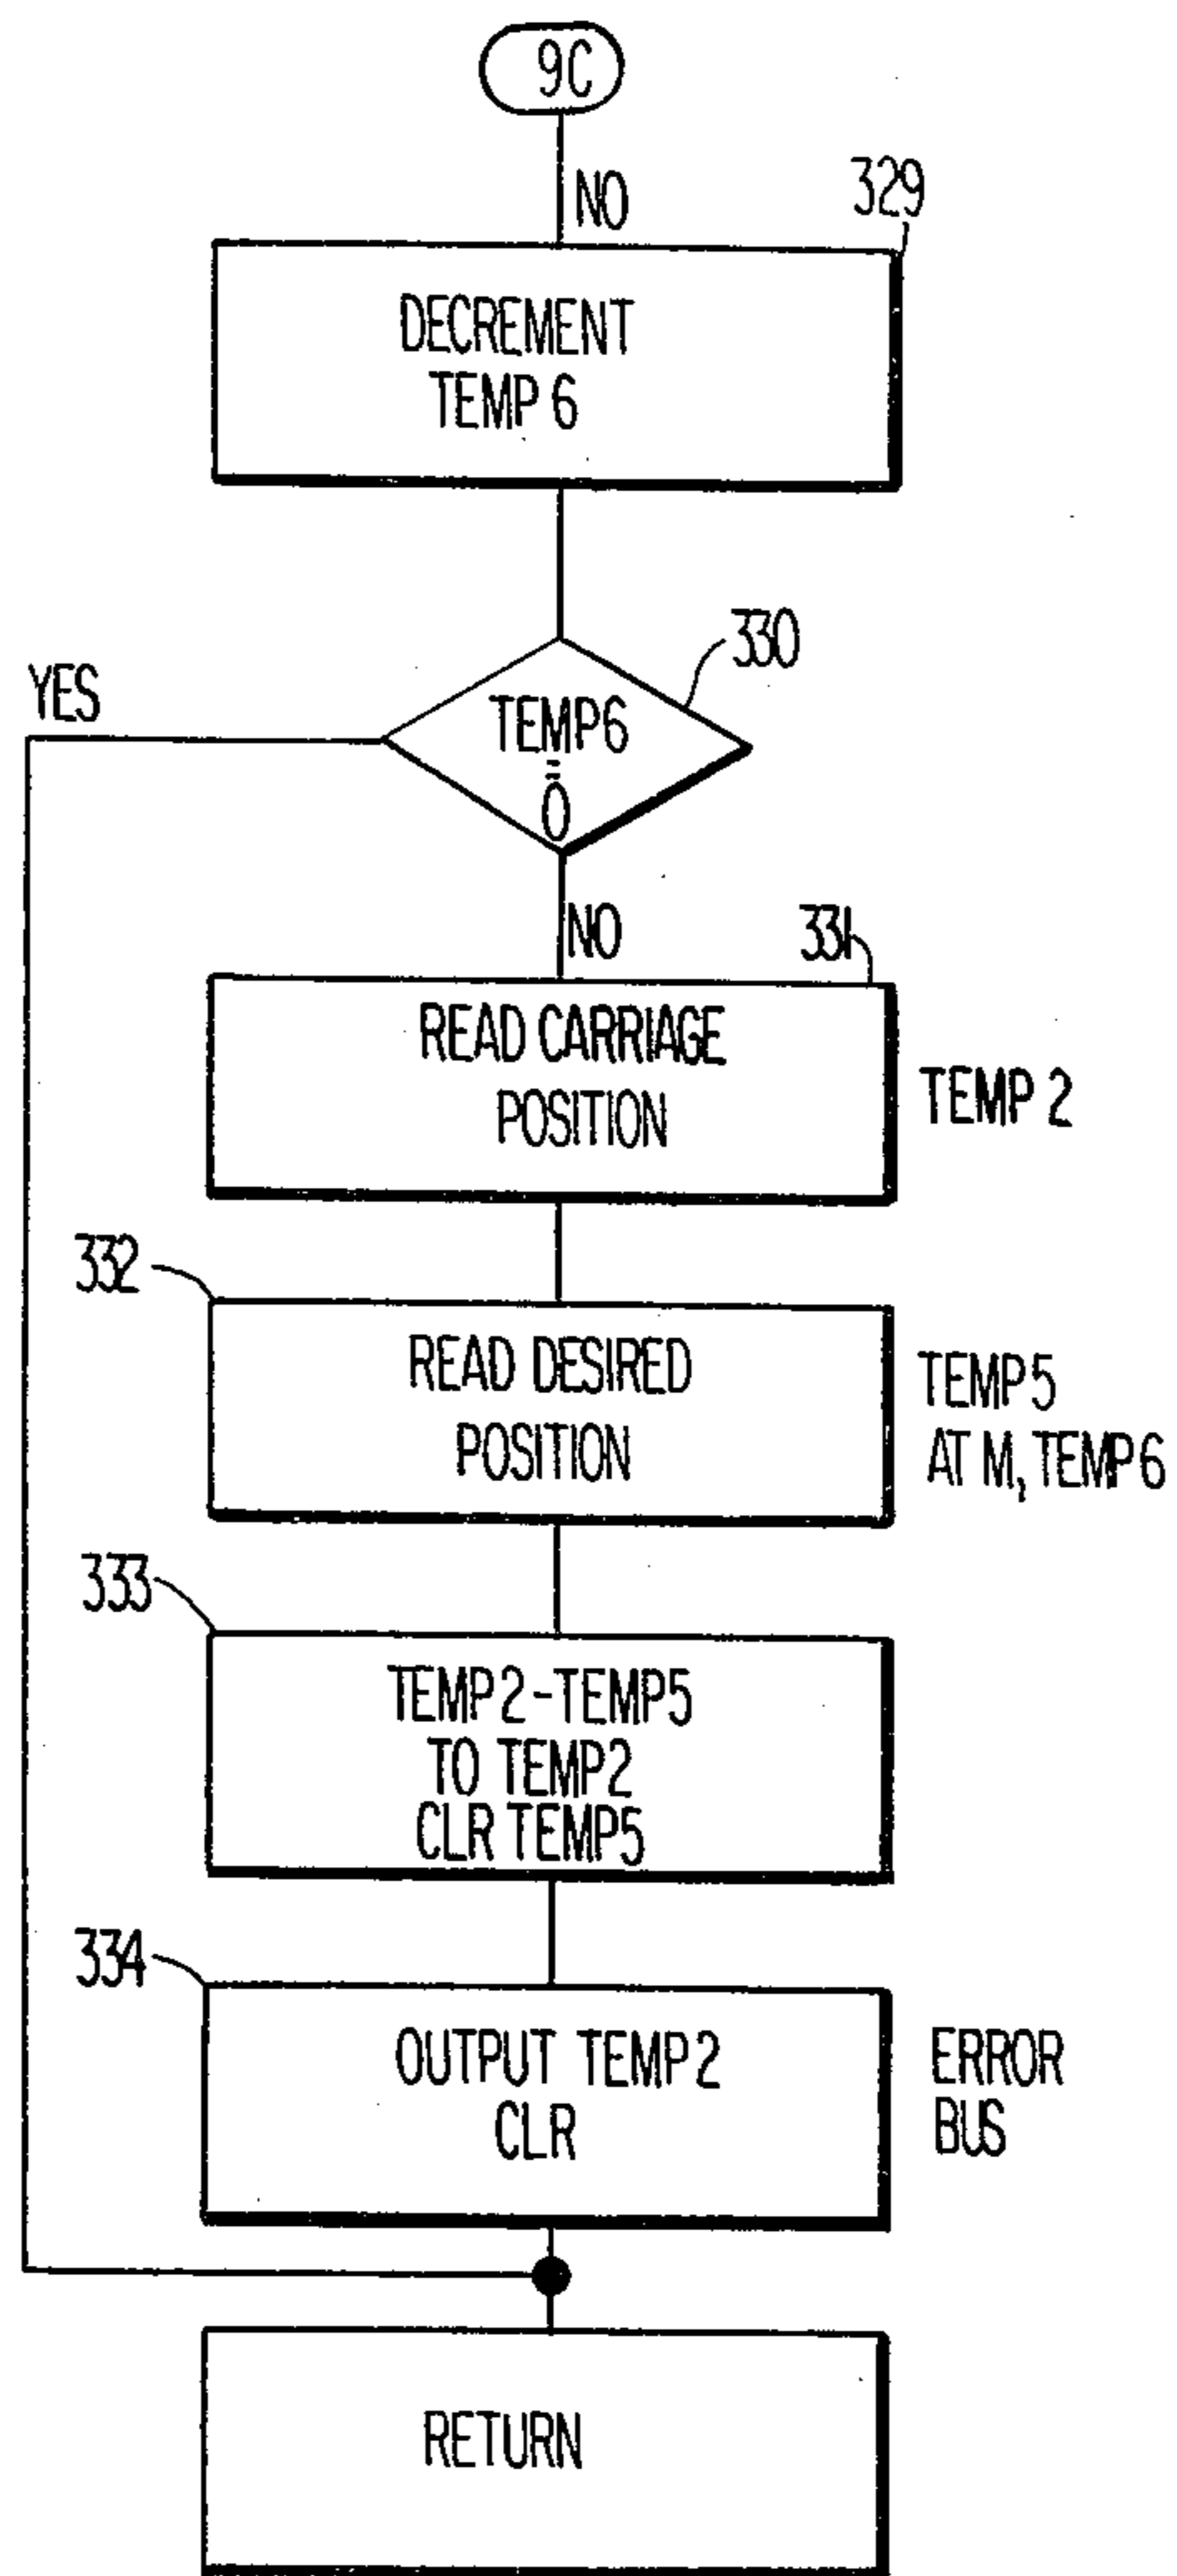 9C
NO
329
DECREMENT
TEMP 6
330
YES
TEMP6
=
0
NO
331
READ CARRIAGE
POSITION
TEMP 2
332
READ DESIRED
POSITION
TEMP5
AT M, TEMP6
333
TEMP2-TEMP5
TO TEMP2
CLR TEMP5
334
OUTPUT TEMP2
CLR
ERROR
BUS
RETURN